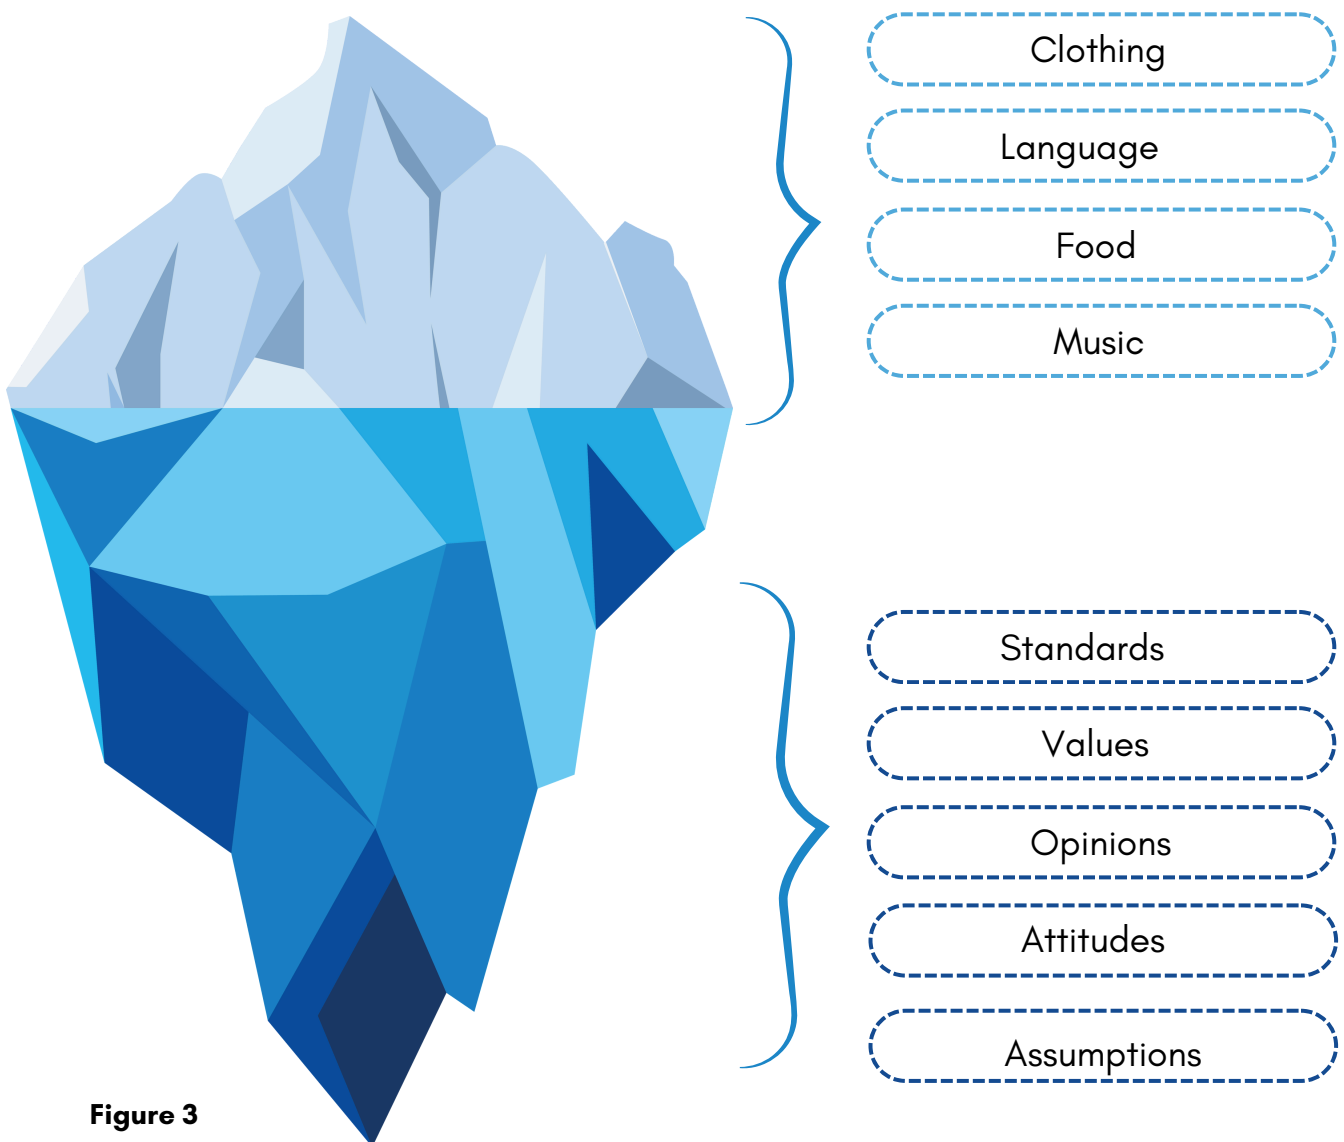 Clothing
Language
Food
Music
Standards
Values
Opinions
Attitudes
Assumptions
Figure 3